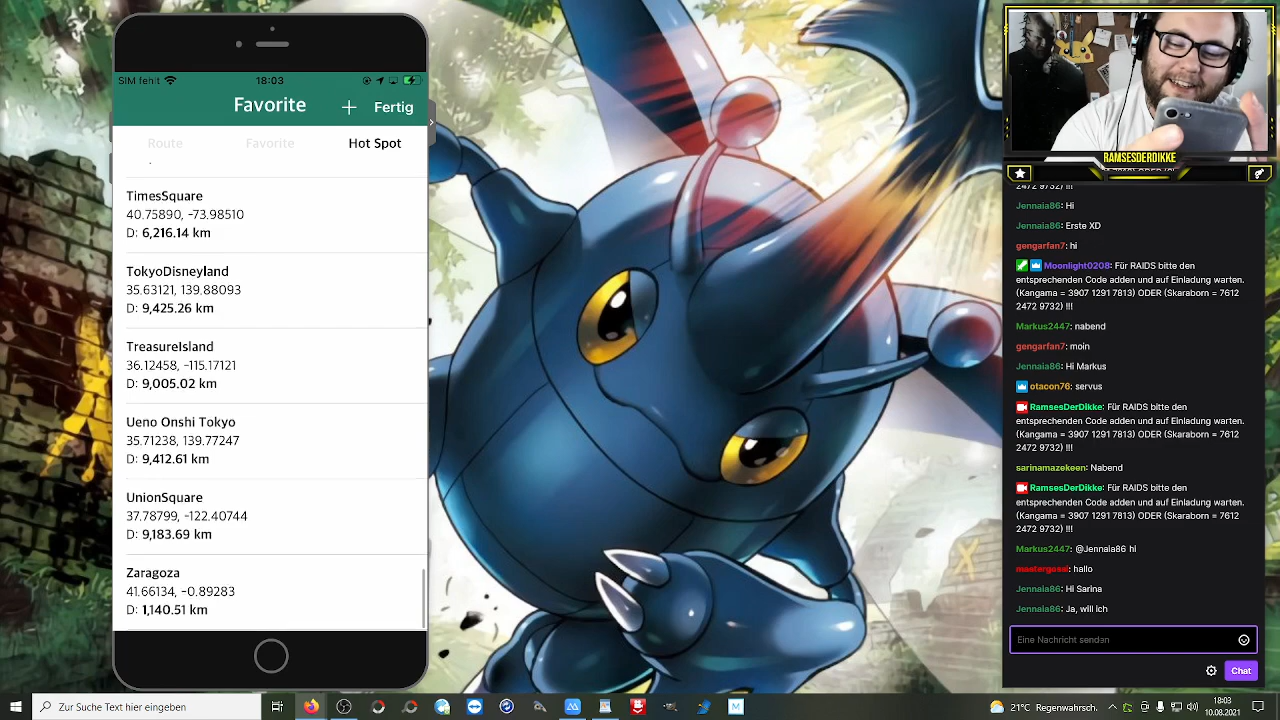 SIM fehlt
18:03
Favorite
Fertig
Route
Favorite
Hot Spot
TimesSquare
40.75890, -73.98510
D: 6,216.14 km
TokyoDisneyland
35.63121, 139.88093
D: 9,425.26 km
TreasureIsland
36.12458, -115.17121
D: 9,005.02 km
Ueno Onshi Tokyo
35.71238, 139.77247
D: 9,412.61 km
UnionSquare
37.78799, -122.40744
D: 9,183.69 km
Zaragoza
41.66134, -0.89283
D: 1,140.51 km
RAMSESDERDIKKE
2472 9732) !!!
Jennaia86: Hi
Jennaia86: Erste XD
gengarfan7: hi
Moonlight0208: Für RAIDS bitte den
entsprechenden Code adden und auf Einladung warten.
(Kangama = 3907 1291 7813) ODER (Skaraborn = 7612
2472 9732) !!!
Markus2447: nabend
gengarfan7: moin
Jennaia86: Hi Markus
otacon76: servus
RamsesDerDikke: Für RAIDS bitte den
entsprechenden Code adden und auf Einladung warten.
(Kangama = 3907 1291 7813) ODER (Skaraborn = 7612
2472 9732) !!!
sarinamazekeen: Nabend
RamsesDerDikke: Für RAIDS bitte den
entsprechenden Code adden und auf Einladung warten.
(Kangama = 3907 1291 7813) ODER (Skaraborn = 7612
2472 9732) !!!
Markus2447: @Jennaia86 hi
hallo
Jennaia86: Hi Sarina
Jennaia86: Ja, will ich
Eine Nachricht senden
Chat
Zur Suche Text hier eingeben
21°C Regenschauer
18:03
10.08.2021